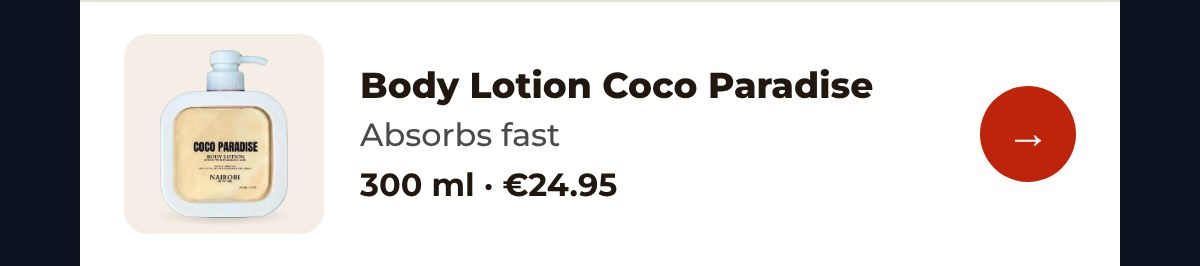 COCO PARADISE
BODY LOTION
NAIROBI
Body Lotion Coco Paradise
Absorbs fast
300 ml · €24.95
→